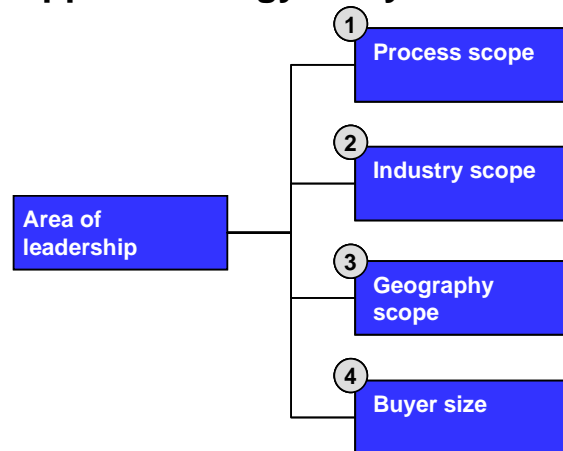 1
Process scope
2
Industry scope
Area of
leadership
3
Geography
scope
4
Buyer size